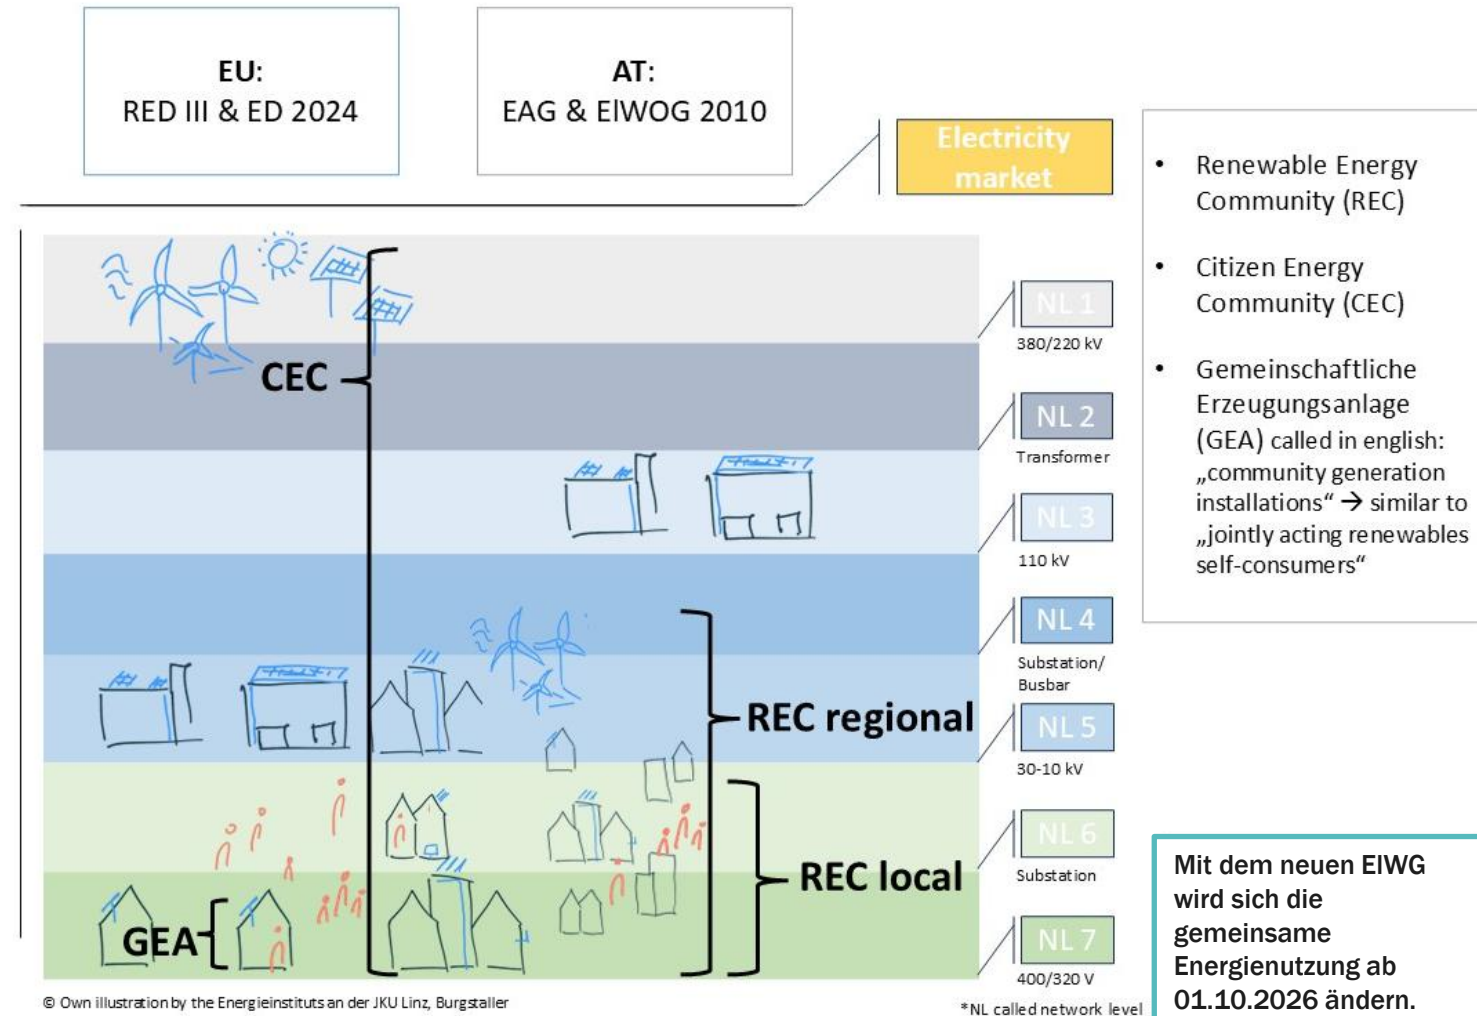 EU:
RED III & ED 2024
AT:
EAG & ElWOG 2010
Electricity
market
• Renewable Energy
Community (REC)
• Citizen Energy
Community (CEC)
• Gemeinschaftliche
Erzeugungsanlage
(GEA) called in english:
„community generation
installations“ → similar to
„jointly acting renewables
self-consumers“
CEC
REC regional
REC local
GEA
NL 1
380/220 kV
NL 2
Transformer
NL 3
110 kV
NL 4
Substation/
Busbar
NL 5
30-10 kV
NL 6
Substation
NL 7
400/320 V
Mit dem neuen ElWG
wird sich die
gemeinsame
Energienutzung ab
01.10.2026 ändern.
© Own illustration by the Energieinstituts an der JKU Linz, Burgstaller
*NL called network level